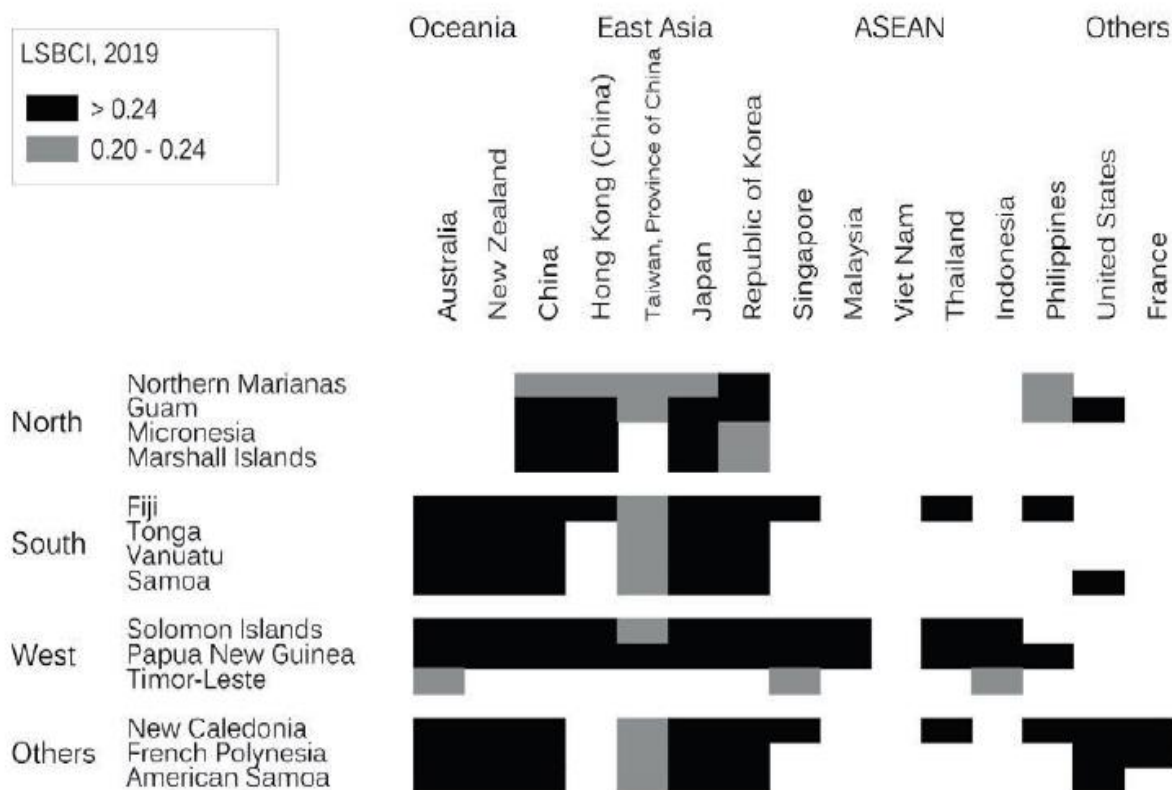 Oceania East Asia ASEAN Others
LSBCI, 2019
> 0.24
0.20 - 0.24
Australia
New Zealand
China
Hong Kong (China)
Taiwan, Province of China
Japan
Republic of Korea
Singapore
Malaysia
Viet Nam
Thailand
Indonesia
Philippines
United States
France
North
Northern Marianas
Guam
Micronesia
Marshall Islands
South
Fiji
Tonga
Vanuatu
Samoa
West
Solomon Islands
Papua New Guinea
Timor-Leste
Others
New Caledonia
French Polynesia
American Samoa